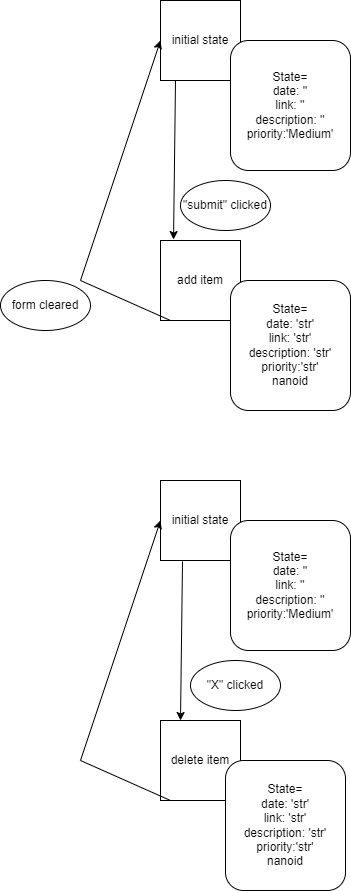 initial state
State=
date: ''
link: ''
description: ''
priority:'Medium'
"submit" clicked
add item
form cleared
State=
date: 'str'
link: 'str'
description: 'str'
priority:'str'
nanoid
initial state
State=
date: ''
link: ''
description: ''
priority:'Medium'
"X" clicked
delete item
State=
date: 'str'
link: 'str'
description: 'str'
priority:'str'
nanoid